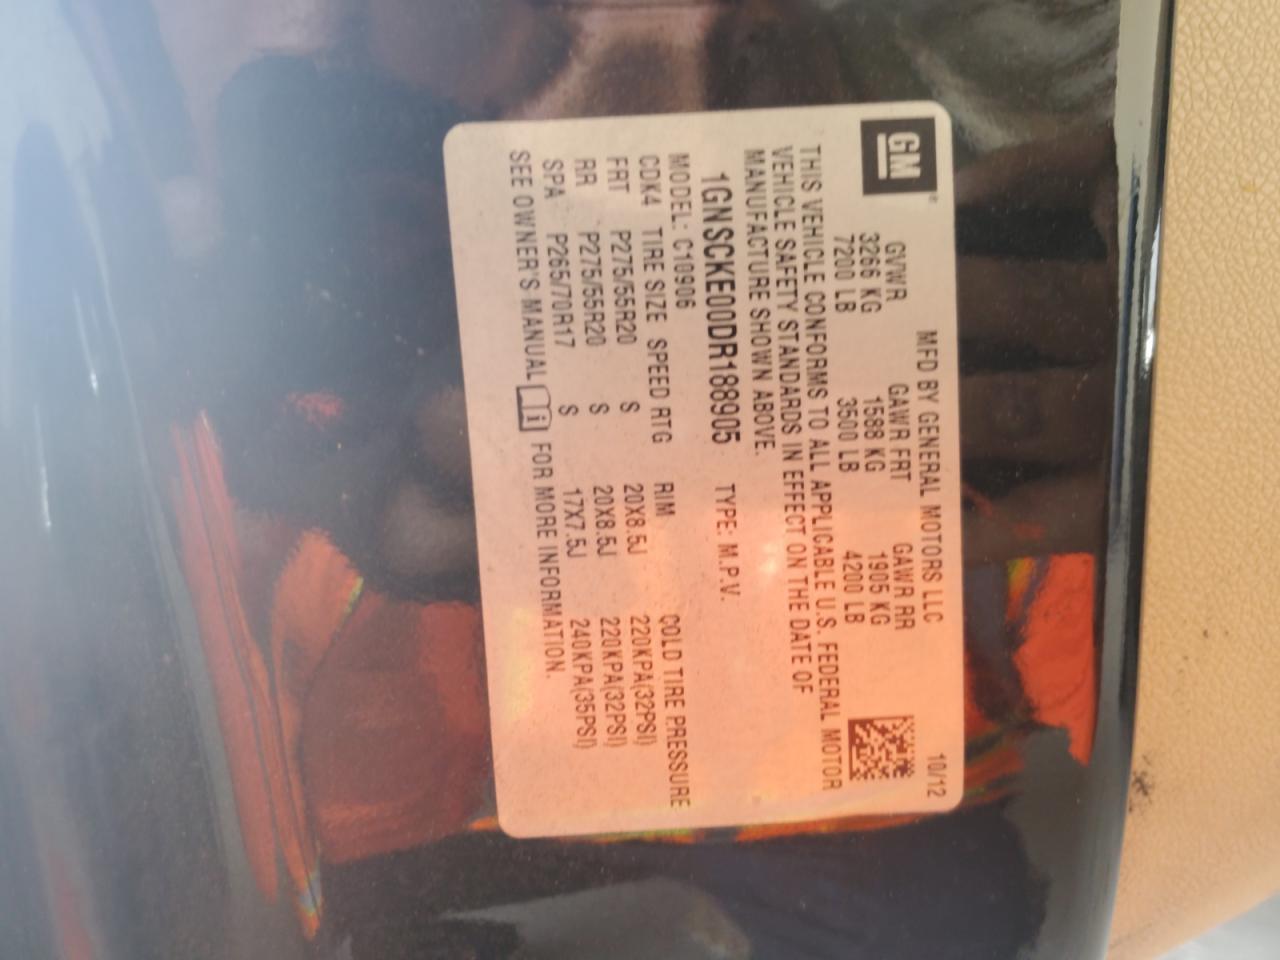 GM
MFD BY GENERAL MOTORS LLC 10/12
GVWR GAWR FRT GAWR RR
3266 KG 1588 KG 1905 KG
7200 LB 3500 LB 4200 LB
THIS VEHICLE CONFORMS TO ALL APPLICABLE U.S. FEDERAL MOTOR
VEHICLE SAFETY STANDARDS IN EFFECT ON THE DATE OF
MANUFACTURE SHOWN ABOVE.
1GNSCKE00DR188905 TYPE: M.P.V.
MODEL: C10906
CDK4 TIRE SIZE SPEED RTG RIM COLD TIRE PRESSURE
FRT P275/55R20 S 20X8.5J 220KPA(32PSI)
RR P275/55R20 S 20X8.5J 220KPA(32PSI)
SPA P265/70R17 S 17X7.5J 240KPA(35PSI)
SEE OWNER'S MANUAL i FOR MORE INFORMATION.